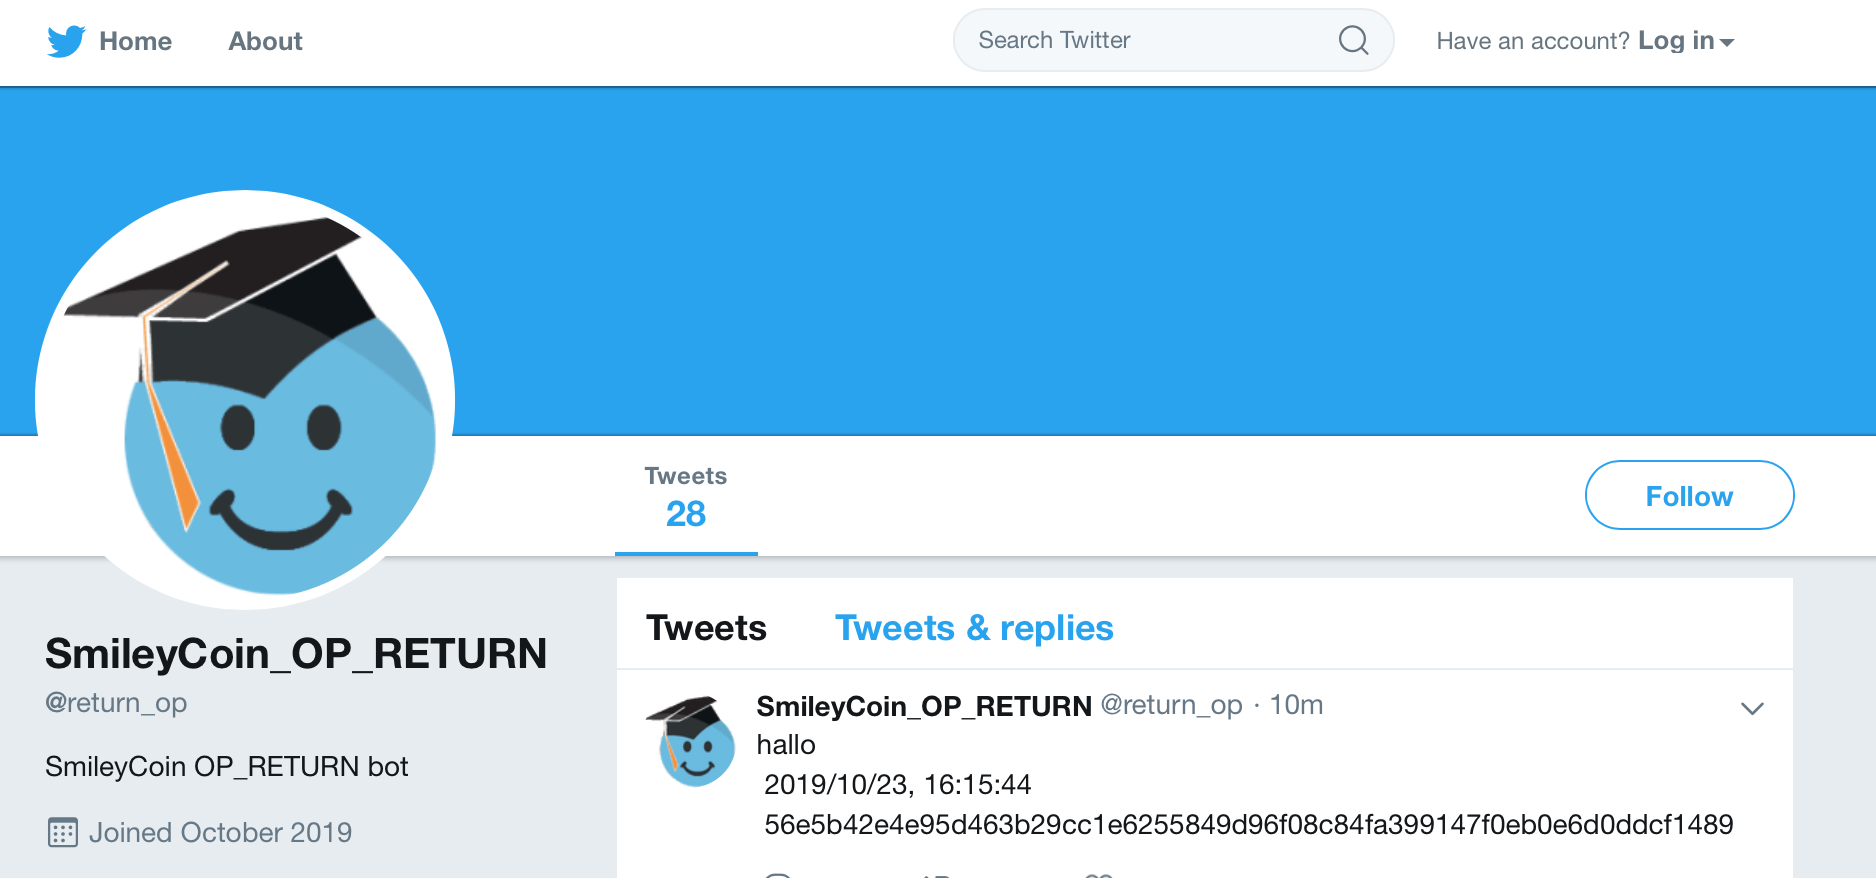 Home About Search Twitter Have an account? Log in
Tweets
28
Follow
SmileyCoin_OP_RETURN
@return_op
SmileyCoin OP_RETURN bot
Joined October 2019
Tweets Tweets & replies
SmileyCoin_OP_RETURN @return_op · 10m
hallo
2019/10/23, 16:15:44
56e5b42e4e95d463b29cc1e6255849d96f08c84fa399147f0eb0e6d0ddcf1489